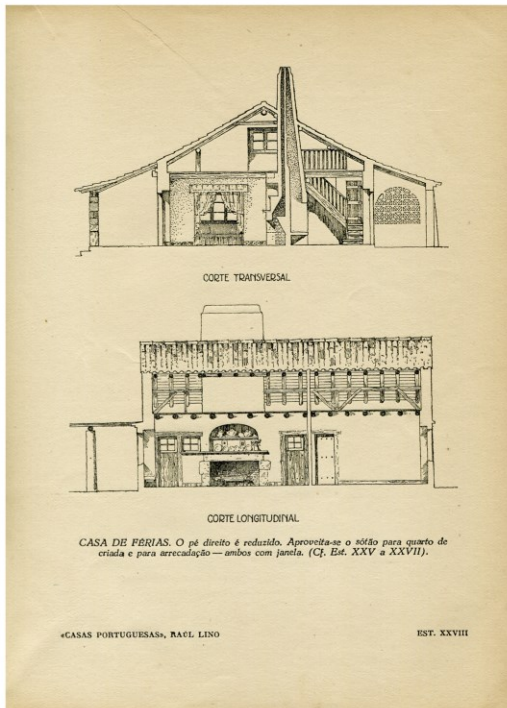 CORTE TRANSVERSAL
CORTE LONGITUDINAL
CASA DE FÉRIAS. O pé direito é reduzido. Aproveita-se o sótão para quarto de
criada e para arrecadação — ambos com janela. (Cf. Est. XXV a XXVII).
«CASAS PORTUGUESAS», RAÚL LINO
EST. XXVIII